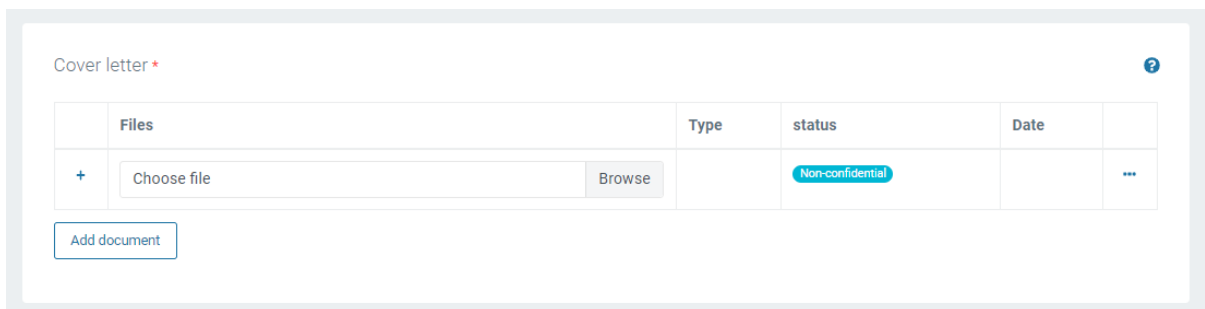 Cover letter *
Files Type status Date
+ Choose file Browse Non-confidential ···
Add document